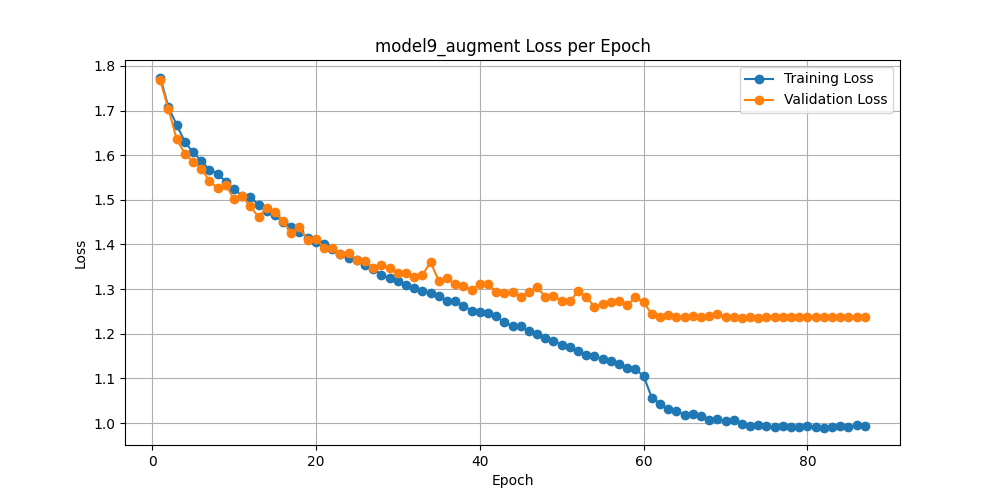 model9_augment Loss per Epoch
Training Loss
Validation Loss
Loss
1.8
1.7
1.6
1.5
1.4
1.3
1.2
1.1
1.0
0
20
40
60
80
Epoch